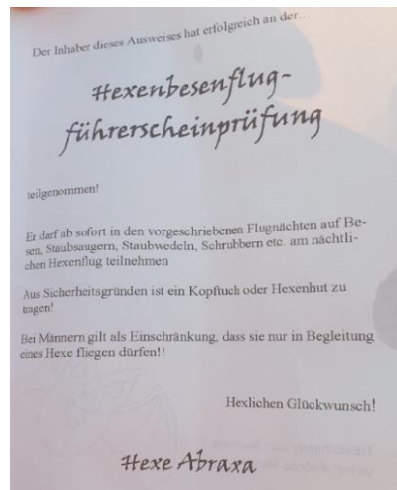 Der Inhaber dieses Ausweises hat erfolgreich an der...
Hexenbesenflug-
führerscheinprüfung
teilgenommen!
Er darf ab sofort in den vorgeschriebenen Flugnächten auf Be-
sen, Staubsaugern, Staubwedeln, Schrubbern etc. am nächtli-
chen Hexenflug teilnehmen
Aus Sicherheitsgründen ist ein Kopftuch oder Hexenhut zu
tragen!
Bei Männern gilt als Einschränkung, dass sie nur in Begleitung
eines Hexe fliegen dürfen!!
Hexlichen Glückwunsch!
Hexe Abraxa